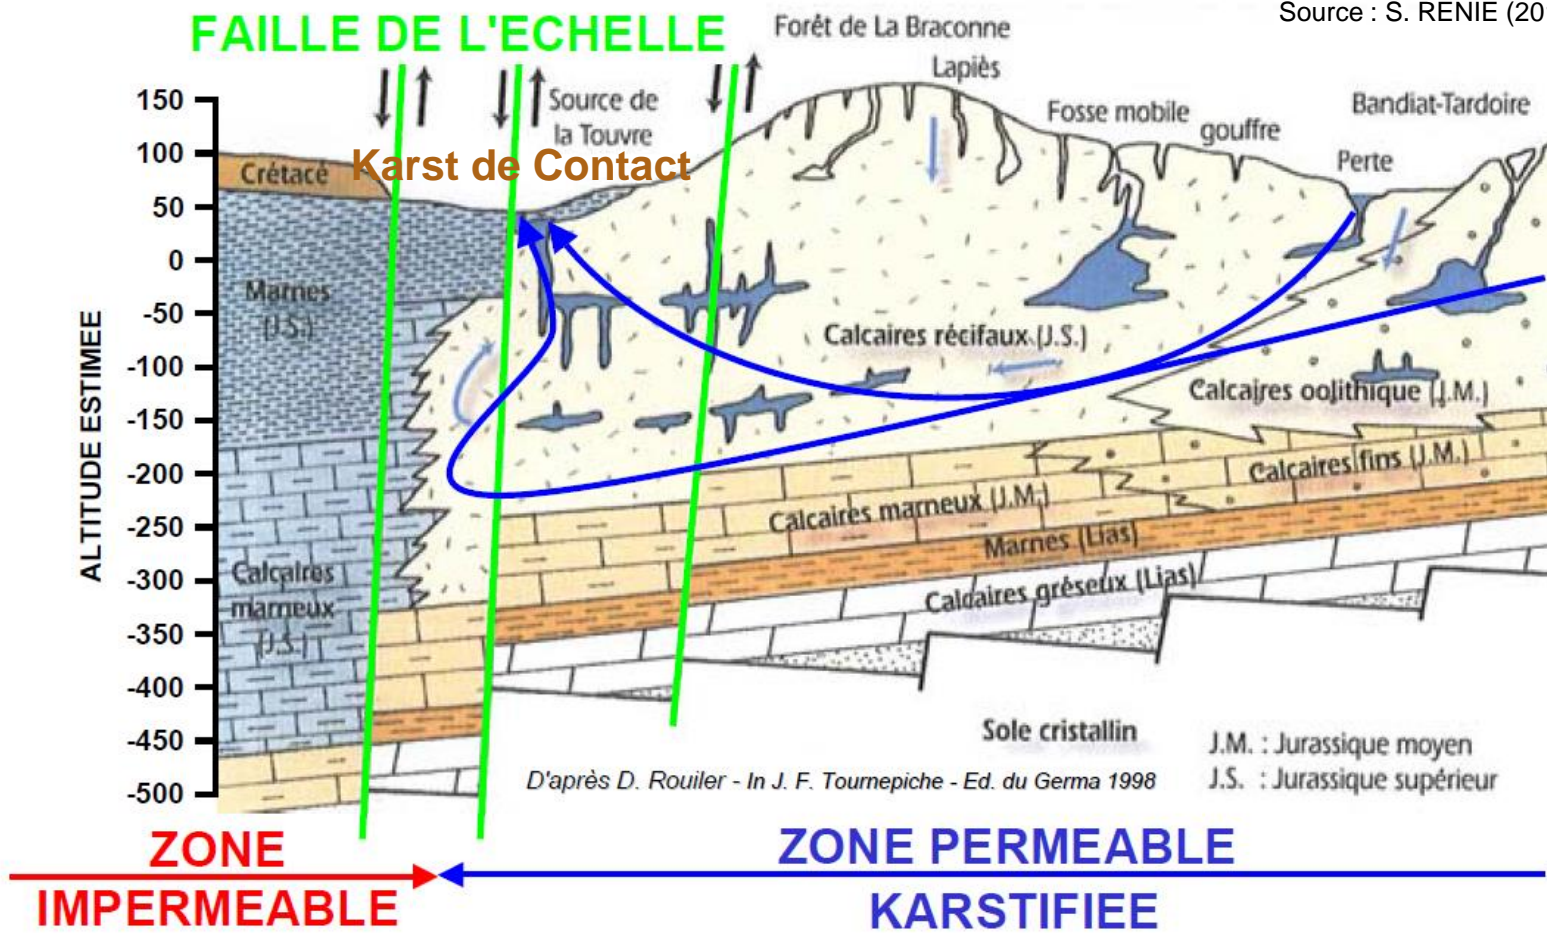 Source : S. RENIE (20
FAILLE DE L'ECHELLE
Forêt de La Braconne
Lapiès
Source de
la Touvre
Fosse mobile
gouffre
Bandiat-Tardoire
Perte
Karst de Contact
Crétacé
ALTITUDE ESTIMEE
150
100
50
0
-50
-100
-150
-200
-250
-300
-350
-400
-450
-500
Marnes
(J.S.)
Calcaires récifaux (J.S.)
Calcaires oolithique (J.M.)
Calcaires fins (J.M.)
Calcaires marneux (J.M.)
Marnes (Lias)
Calcaires gréseux (Lias)
Calcaires
marneux
(J.S.)
Sole cristallin
J.M. : Jurassique moyen
J.S. : Jurassique supérieur
D'après D. Rouiler - In J. F. Tournepiche - Ed. du Germa 1998
ZONE
IMPERMEABLE
ZONE PERMEABLE
KARSTIFIEE